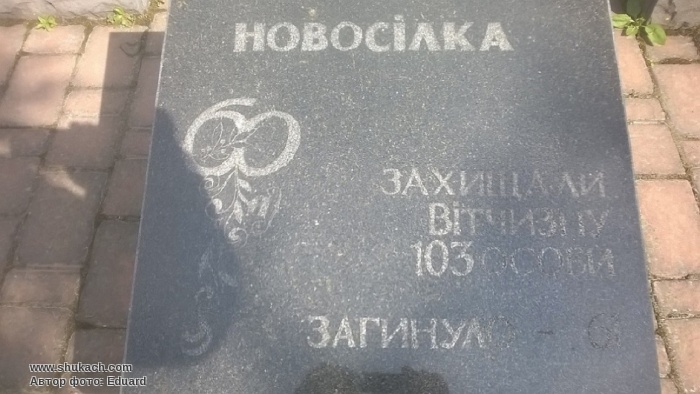 НОВОСІЛКА
60
ЗАХИЩАЛИ
ВІТЧИЗНУ
103 ОСОБИ
ЗАГИНУЛО -
www.shukach.com
Автор фото: Eduard